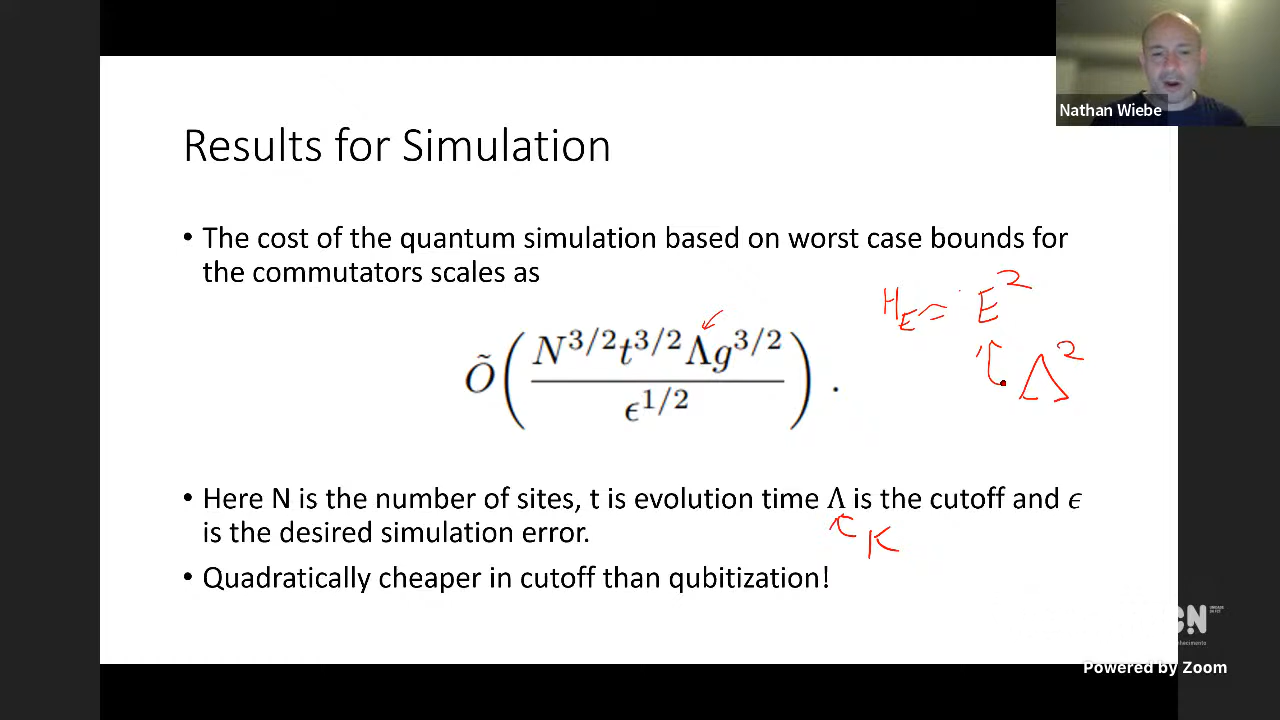 Nathan Wiebe
Results for Simulation
• The cost of the quantum simulation based on worst case bounds for
the commutators scales as
H_E = E^2
Λ^2
Õ( N^{3/2} t^{3/2} Λ g^{3/2} / ϵ^{1/2} ) .
• Here N is the number of sites, t is evolution time Λ is the cutoff and ϵ
is the desired simulation error.
K
• Quadratically cheaper in cutoff than qubitization!
Powered by Zoom